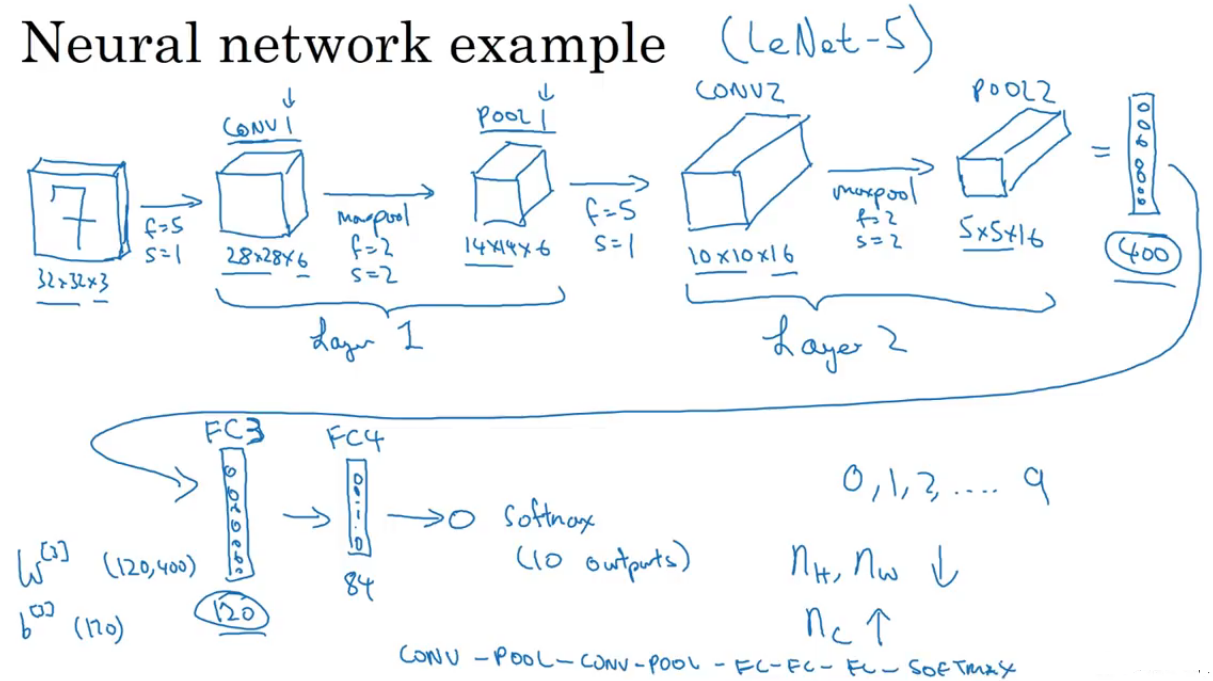 Neural network example (LeNet-5)
CONV1
POOL1
CONV2
POOL2
7
32×32×3
f=5
s=1
28×28×6
maxpool
f=2
s=2
14×14×6
f=5
s=1
10×10×16
maxpool
f=2
s=2
5×5×16
=
400
Layer 1
Layer 2
FC3
FC4
0,1,2,.... 9
W[3] (120,400)
b[3] (120)
120
84
Softmax
(10 outputs)
nH, nW ↓
nC ↑
CONV-POOL-CONV-POOL-FC-FC-FC-SOFTMAX